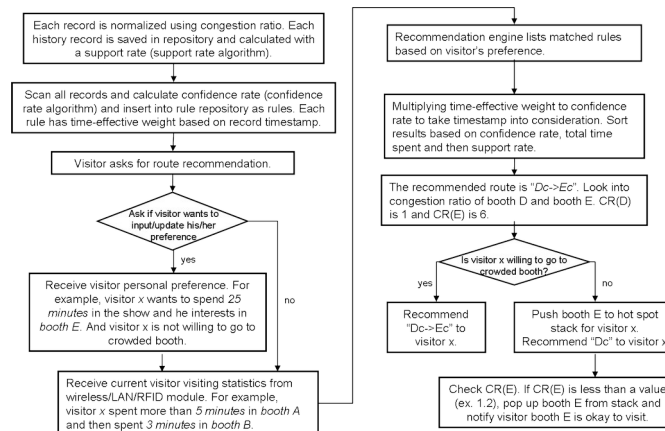 Each record is normalized using congestion ratio. Each
history record is saved in repository and calculated with
a support rate (support rate algorithm).
Scan all records and calculate confidence rate (confidence
rate algorithm) and insert into rule repository as rules. Each
rule has time-effective weight based on record timestamp.
Visitor asks for route recommendation.
Ask if visitor wants to
input/update his/her
preference
yes
no
Receive visitor personal preference. For
example, visitor x wants to spend 25
minutes in the show and he interests in
booth E. And visitor x is not willing to go to
crowded booth.
Receive current visitor visiting statistics from
wireless/LAN/RFID module. For example,
visitor x spent more than 5 minutes in booth A
and then spent 3 minutes in booth B.
Recommendation engine lists matched rules
based on visitor's preference.
Multiplying time-effective weight to confidence
rate to take timestamp into consideration. Sort
results based on confidence rate, total time
spent and then support rate.
The recommended route is "Dc->Ec". Look into
congestion ratio of booth D and booth E. CR(D)
is 1 and CR(E) is 6.
Is visitor x willing to go to
crowded booth?
yes
no
Recommend
"Dc->Ec" to
visitor x.
Push booth E to hot spot
stack for visitor x.
Recommend "Dc" to visitor x
Check CR(E). If CR(E) is less than a value
(ex. 1.2), pop up booth E from stack and
notify visitor booth E is okay to visit.